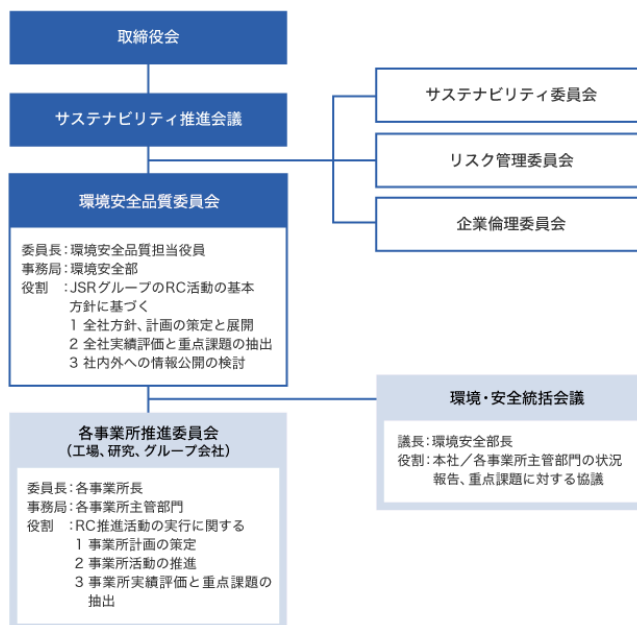 取締役会
サステナビリティ推進会議
サステナビリティ委員会
リスク管理委員会
企業倫理委員会
環境安全品質委員会
委員長：環境安全品質担当役員
事務局：環境安全部
役割　：JSRグループのRC活動の基本
方針に基づく
1 全社方針、計画の策定と展開
2 全社実績評価と重点課題の抽出
3 社内外への情報公開の検討
環境・安全統括会議
議長：環境安全部長
役割：本社／各事業所主管部門の状況
報告、重点課題に対する協議
各事業所推進委員会
（工場、研究、グループ会社）
委員長：各事業所長
事務局：各事業所主管部門
役割　：RC推進活動の実行に関する
1 事業所計画の策定
2 事業所活動の推進
3 事業所実績評価と重点課題の
抽出